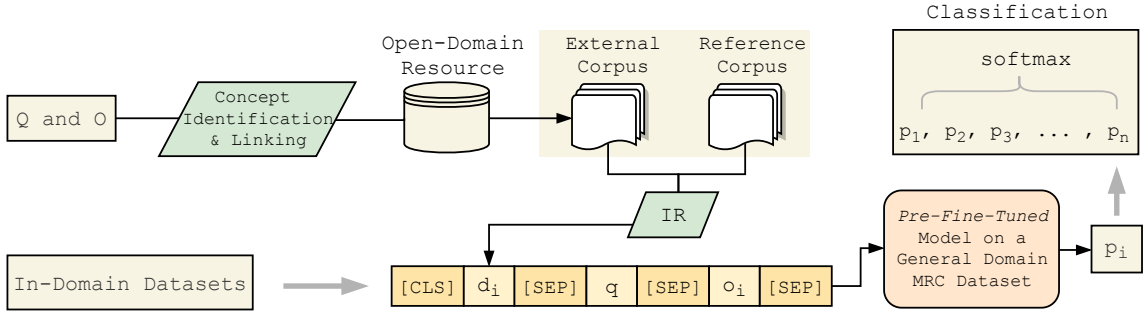 Classification
Open-Domain
Resource
External
Corpus
Reference
Corpus
softmax
Q and O
Concept
Identification
& Linking
p1, p2, p3, ... , pn
IR
Pre-Fine-Tuned
Model on a
General Domain
MRC Dataset
pi
In-Domain Datasets
[CLS] di [SEP] q [SEP] oi [SEP]